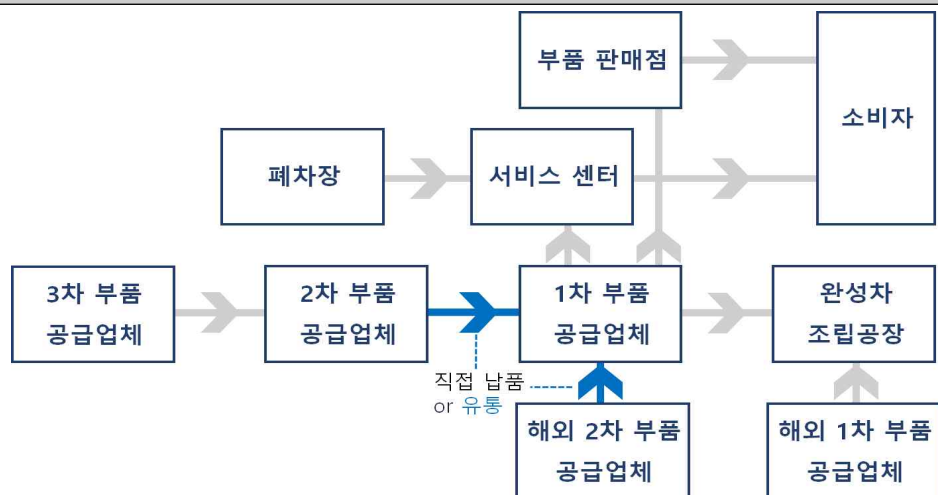 부품 판매점
소비자
폐차장
서비스 센터
3차 부품
공급업체
2차 부품
공급업체
1차 부품
공급업체
완성차
조립공장
직접 납품
or 유통
해외 2차 부품
공급업체
해외 1차 부품
공급업체